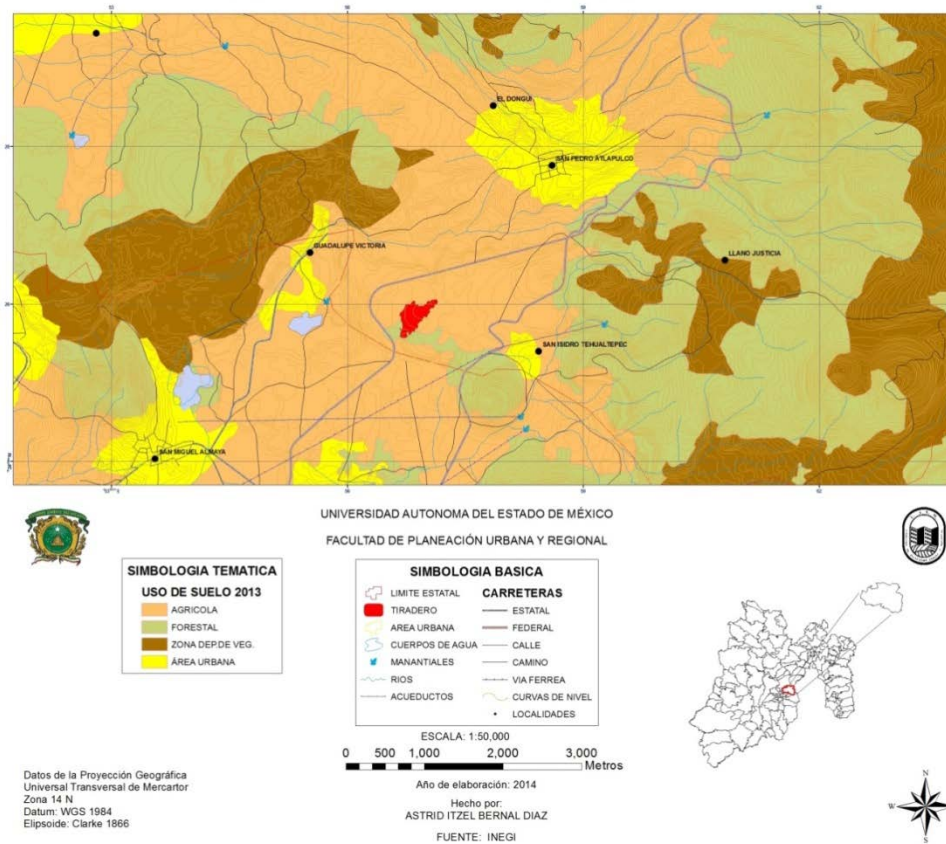 EL DONGUI
SAN PEDRO ATLAPULCO
GUADALUPE VICTORIA
LLANO JUSTICIA
SAN ISIDRO TEHUALTEPEC
SAN MIGUEL ALMAYA
UNIVERSIDAD AUTONOMA DEL ESTADO DE MÉXICO
FACULTAD DE PLANEACIÓN URBANA Y REGIONAL
SIMBOLOGIA TEMATICA
USO DE SUELO 2013
AGRICOLA
FORESTAL
ZONA DEP.DE VEG.
ÁREA URBANA
SIMBOLOGIA BASICA
LIMITE ESTATAL
TIRADERO
AREA URBANA
CUERPOS DE AGUA
MANANTIALES
RIOS
ACUEDUCTOS
CARRETERAS
ESTATAL
FEDERAL
CALLE
CAMINO
VIA FERREA
CURVAS DE NIVEL
LOCALIDADES
ESCALA: 1:50,000
0 500 1,000 2,000 3,000
Metros
Año de elaboración: 2014
Hecho por:
ASTRID ITZEL BERNAL DIAZ
FUENTE: INEGI
Datos de la Proyección Geográfica
Universal Transversal de Mercartor
Zona 14 N
Datum: WGS 1984
Elipsoide: Clarke 1866
N
W
E
S